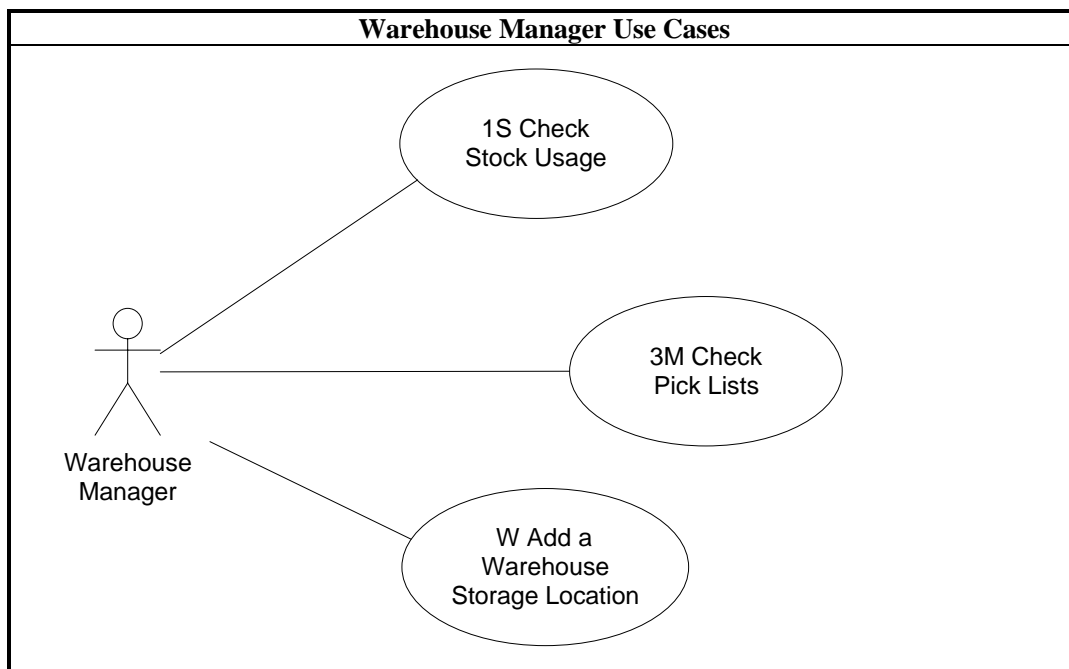 Warehouse Manager Use Cases
1S Check
Stock Usage
3M Check
Pick Lists
Warehouse
Manager
W Add a
Warehouse
Storage Location